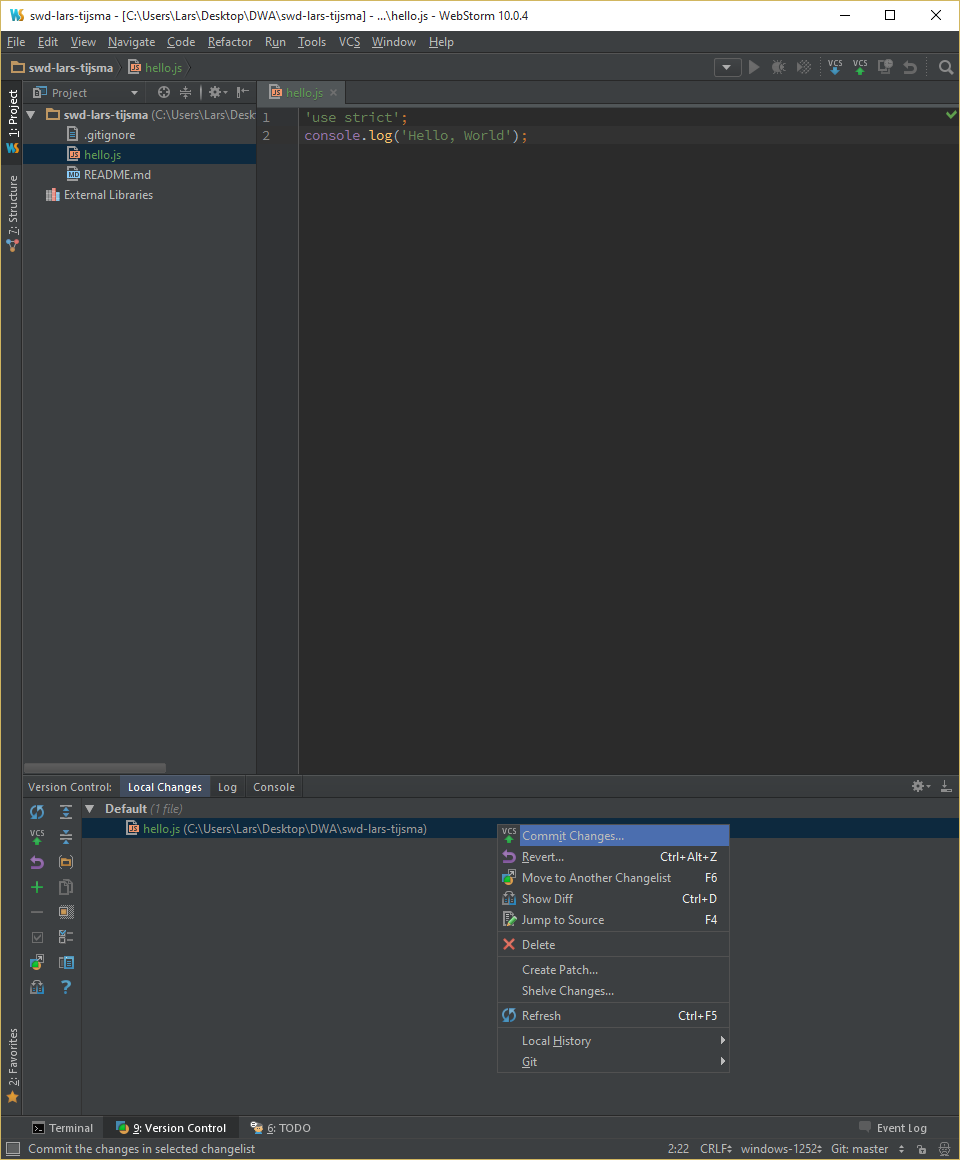 WS swd-lars-tijsma - [C:\Users\Lars\Desktop\DWA\swd-lars-tijsma] - ...\hello.js - WebStorm 10.0.4
File Edit View Navigate Code Refactor Run Tools VCS Window Help
swd-lars-tijsma hello.js VCS VCS
1: Project
7: Structure
2: Favorites
Project
swd-lars-tijsma (C:\Users\Lars\Desk
.gitignore
hello.js
README.md
External Libraries
hello.js
1 'use strict';
2 console.log('Hello, World');
Version Control: Local Changes Log Console
Default (1 file)
hello.js (C:\Users\Lars\Desktop\DWA\swd-lars-tijsma)
VCS
VCS Commit Changes...
Revert... Ctrl+Alt+Z
Move to Another Changelist F6
Show Diff Ctrl+D
Jump to Source F4
Delete
Create Patch...
Shelve Changes...
Refresh Ctrl+F5
Local History
Git
Terminal 9: Version Control 6: TODO Event Log
Commit the changes in selected changelist 2:22 CRLF windows-1252 Git: master